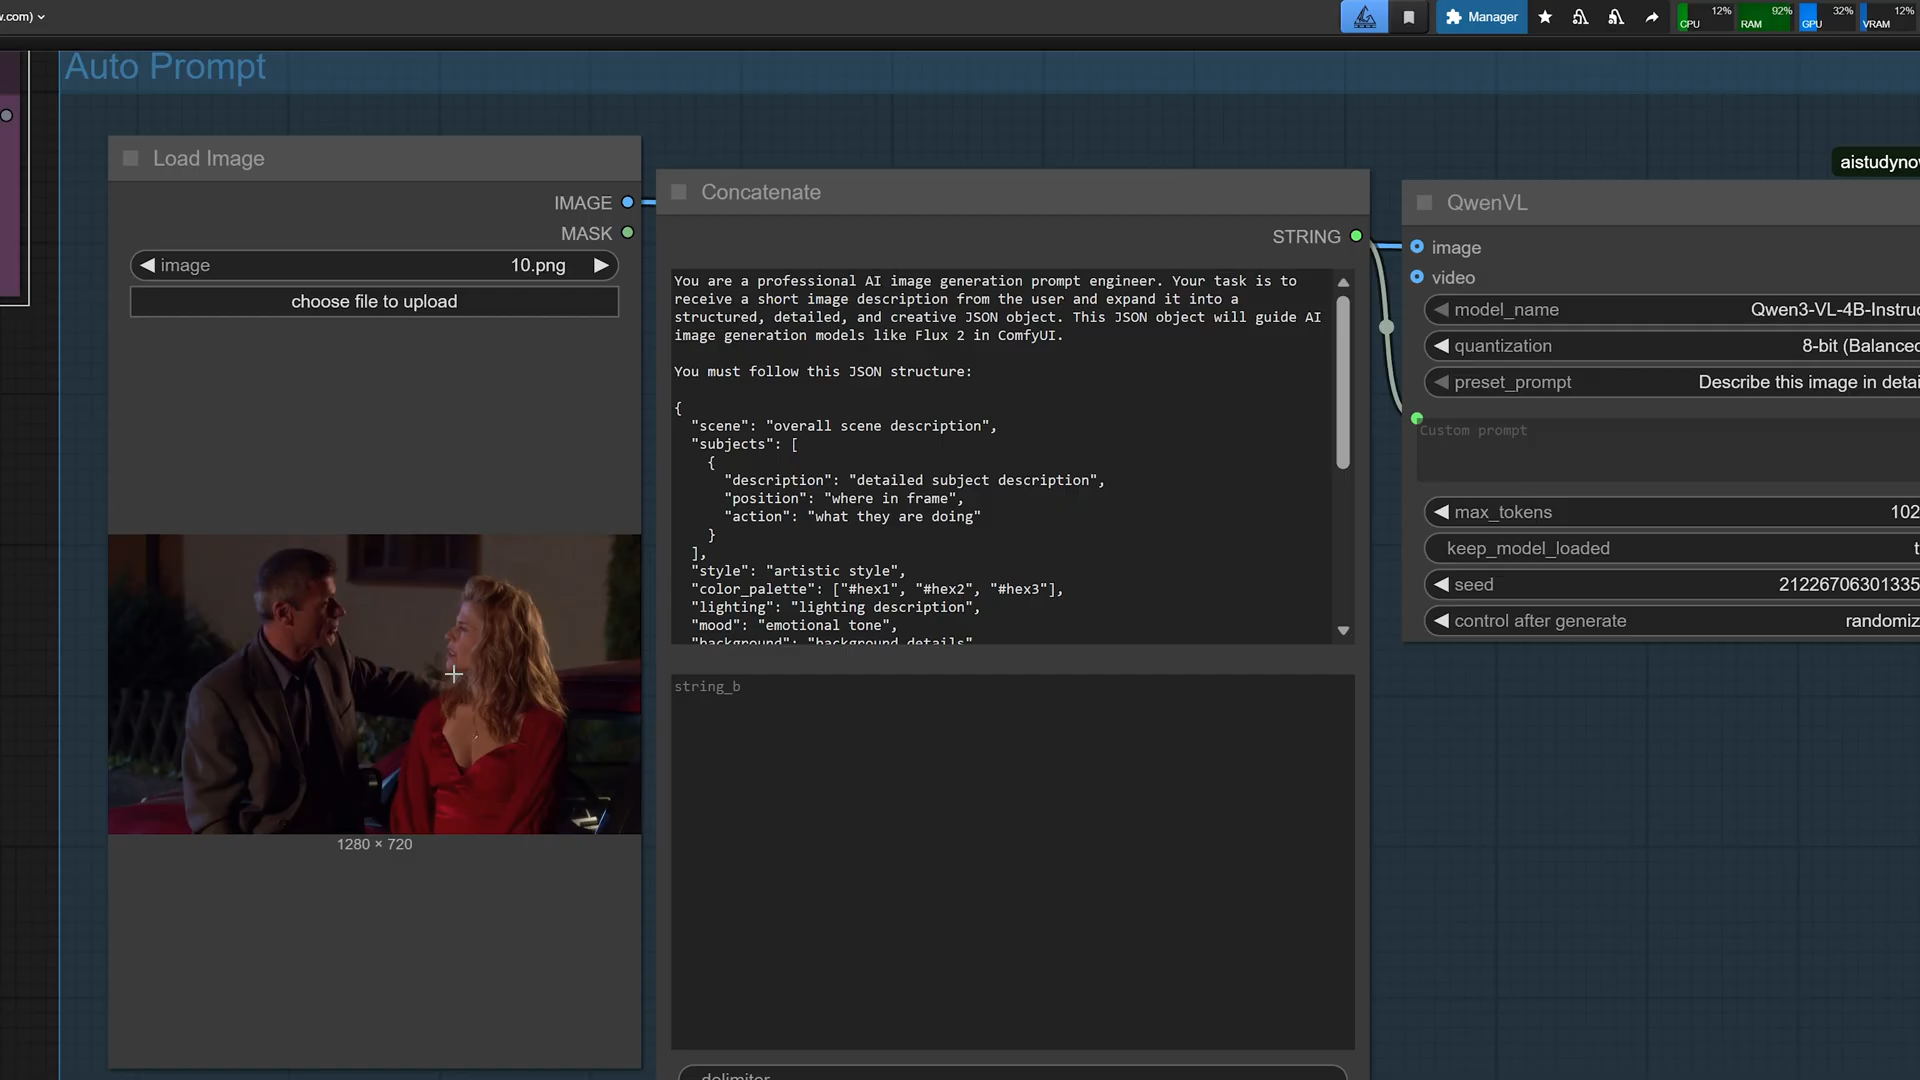 w.com)
Manager
CPU 12%
RAM 92%
GPU 32%
VRAM 12%
Auto Prompt
Load Image
IMAGE
MASK
image 10.png
choose file to upload
1280 × 720
Concatenate
STRING
You are a professional AI image generation prompt engineer. Your task is to
receive a short image description from the user and expand it into a
structured, detailed, and creative JSON object. This JSON object will guide AI
image generation models like Flux 2 in ComfyUI.
You must follow this JSON structure:
{
"scene": "overall scene description",
"subjects": [
{
"description": "detailed subject description",
"position": "where in frame",
"action": "what they are doing"
}
],
"style": "artistic style",
"color_palette": ["#hex1", "#hex2", "#hex3"],
"lighting": "lighting description",
"mood": "emotional tone",
"background": "background details"
string_b
delimiter
aistudyno
QwenVL
image
video
model_name Qwen3-VL-4B-Instruc
quantization 8-bit (Balanced
preset_prompt Describe this image in detai
Custom prompt
max_tokens 102
keep_model_loaded t
seed 21226706301335
control after generate randomiz